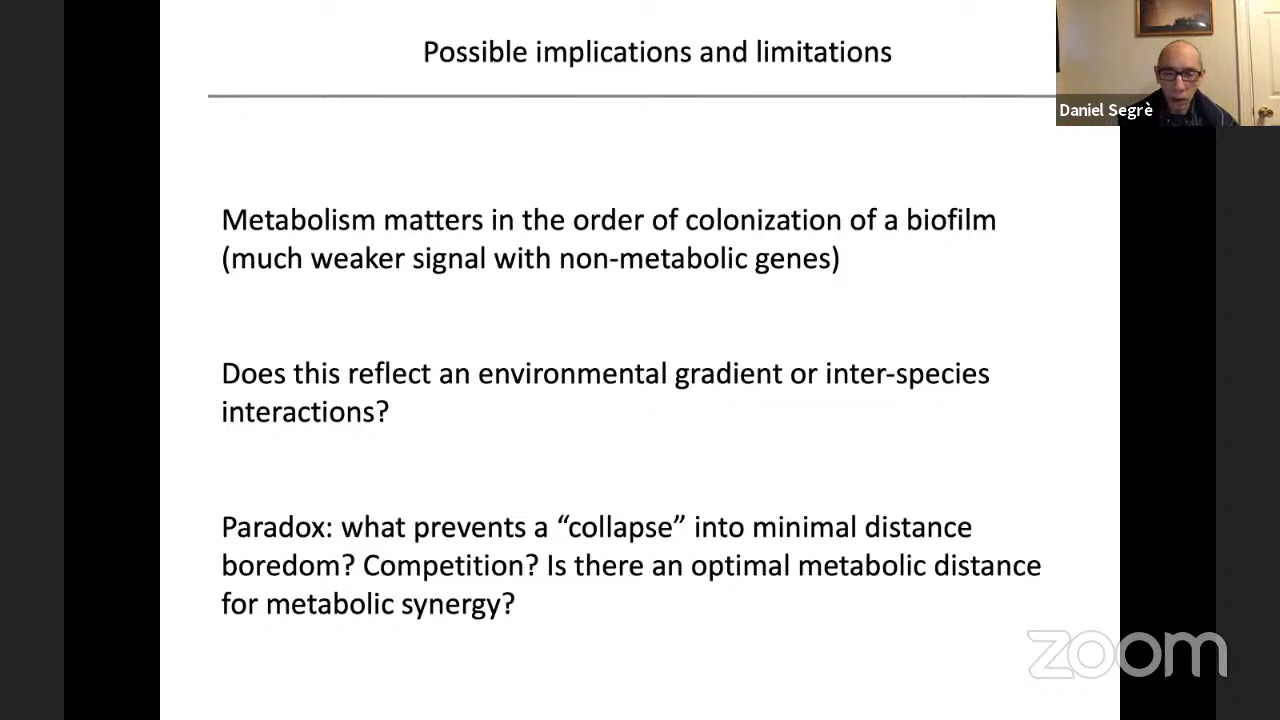 Possible implications and limitations
Daniel Segrè
Metabolism matters in the order of colonization of a biofilm
(much weaker signal with non-metabolic genes)
Does this reflect an environmental gradient or inter-species
interactions?
Paradox: what prevents a “collapse” into minimal distance
boredom? Competition? Is there an optimal metabolic distance
for metabolic synergy?
zoom